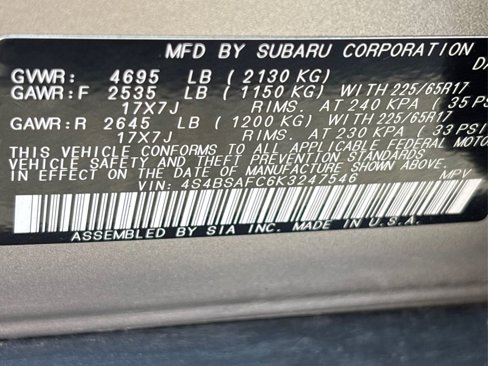 MFD BY SUBARU CORPORATION
GVWR: 4695 LB (2130 KG)
GAWR:F 2535 LB (1150 KG) WITH 225/65R17
17X7J RIMS. AT 240 KPA (35 PSI
GAWR:R 2645 LB (1200 KG) WITH 225/65R17
17X7J RIMS. AT 230 KPA (33 PSI
THIS VEHICLE CONFORMS TO ALL APPLICABLE FEDERAL MOTOR
VEHICLE SAFETY AND THEFT PREVENTION STANDARDS
IN EFFECT ON THE DATE OF MANUFACTURE SHOWN ABOVE.
VIN: 4S4BSAFC6K3247546 MPV
ASSEMBLED BY SIA INC. IN U.S.A.